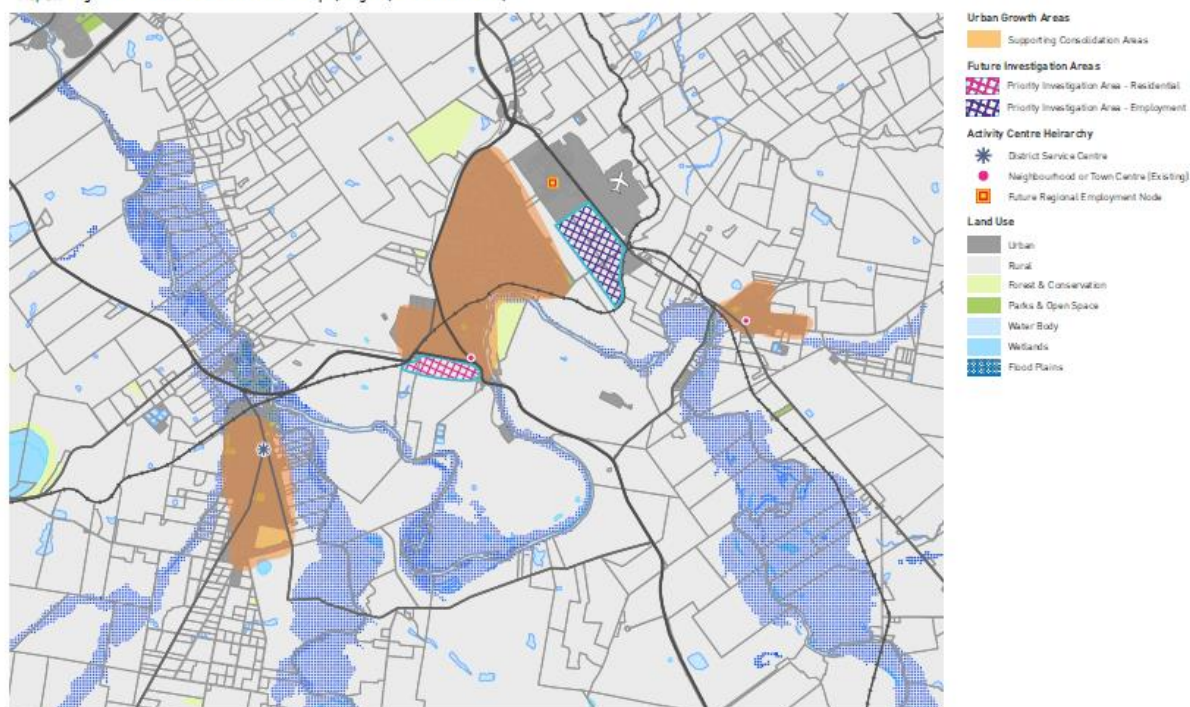 Urban Growth Areas
Supporting Consolidation Areas
Future Investigation Areas
Priority Investigation Area - Residential
Priority Investigation Area - Employment
Activity Centre Heirarchy
District Service Centre
Neighbourhood or Town Centre (Existing)
Future Regional Employment Node
Land Use
Urban
Rural
Forest & Conservation
Parks & Open Space
Water Body
Wetlands
Flood Plains